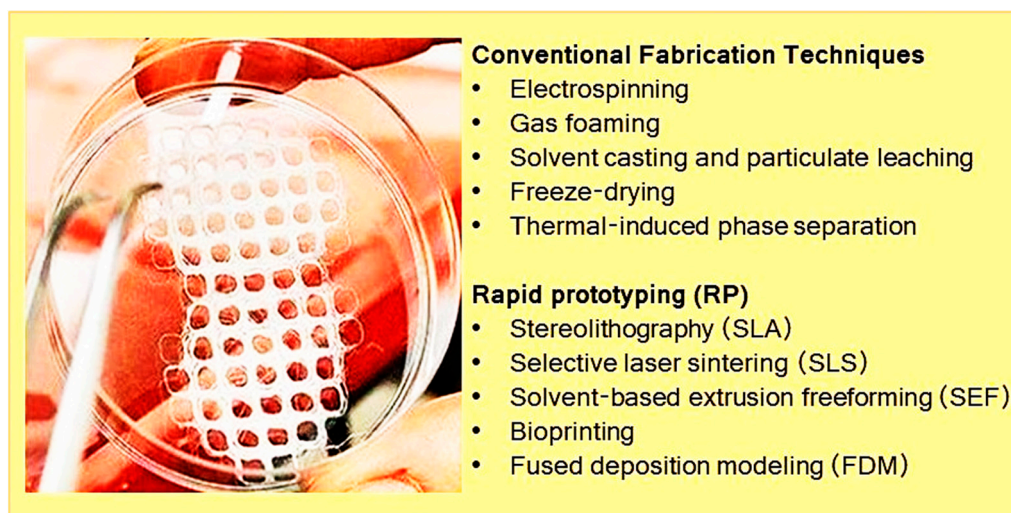 Conventional Fabrication Techniques
• Electrospinning
• Gas foaming
• Solvent casting and particulate leaching
• Freeze-drying
• Thermal-induced phase separation
Rapid prototyping (RP)
• Stereolithography (SLA)
• Selective laser sintering (SLS)
• Solvent-based extrusion freeforming (SEF)
• Bioprinting
• Fused deposition modeling (FDM)